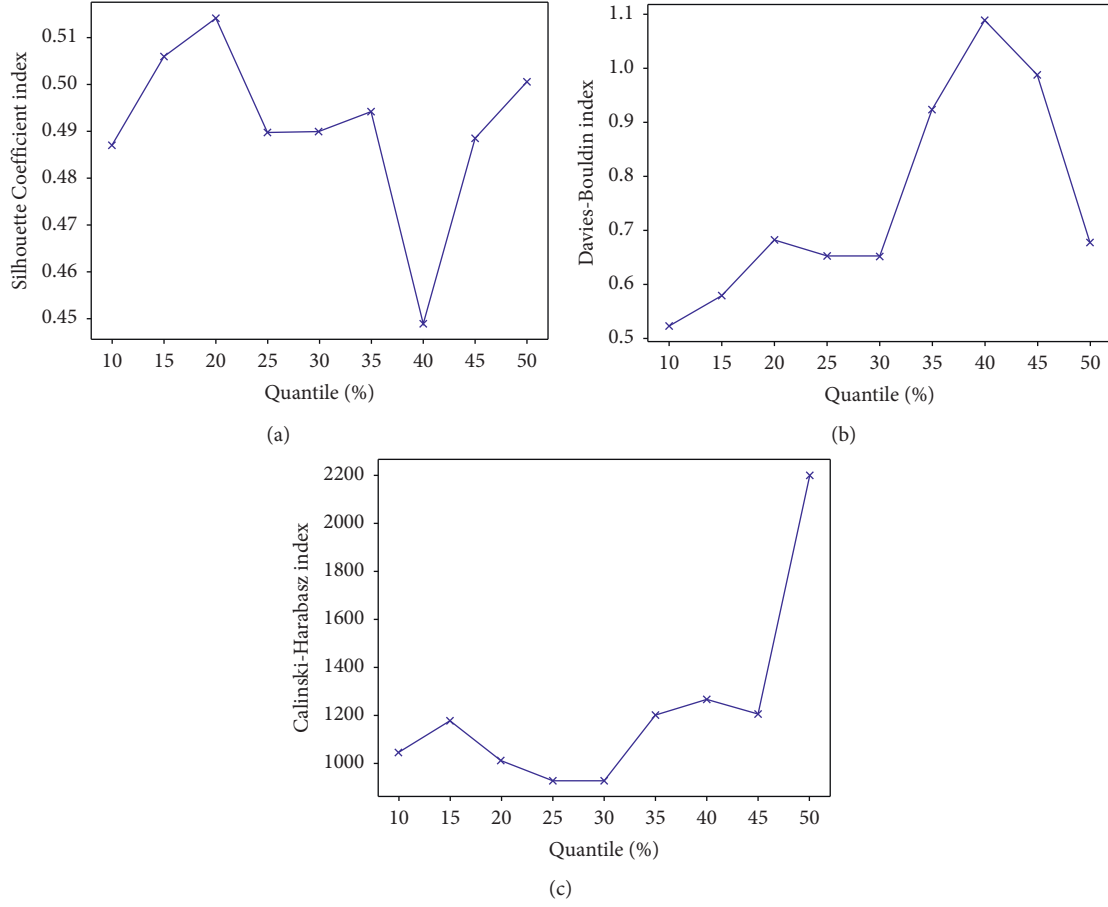 Silhouette Coefficient index
0.51
0.50
0.49
0.48
0.47
0.46
0.45
10 15 20 25 30 35 40 45 50
Quantile (%)
(a)
Davies-Bouldin index
1.1
1.0
0.9
0.8
0.7
0.6
0.5
10 15 20 25 30 35 40 45 50
Quantile (%)
(b)
Calinski-Harabasz index
2200
2000
1800
1600
1400
1200
1000
10 15 20 25 30 35 40 45 50
Quantile (%)
(c)